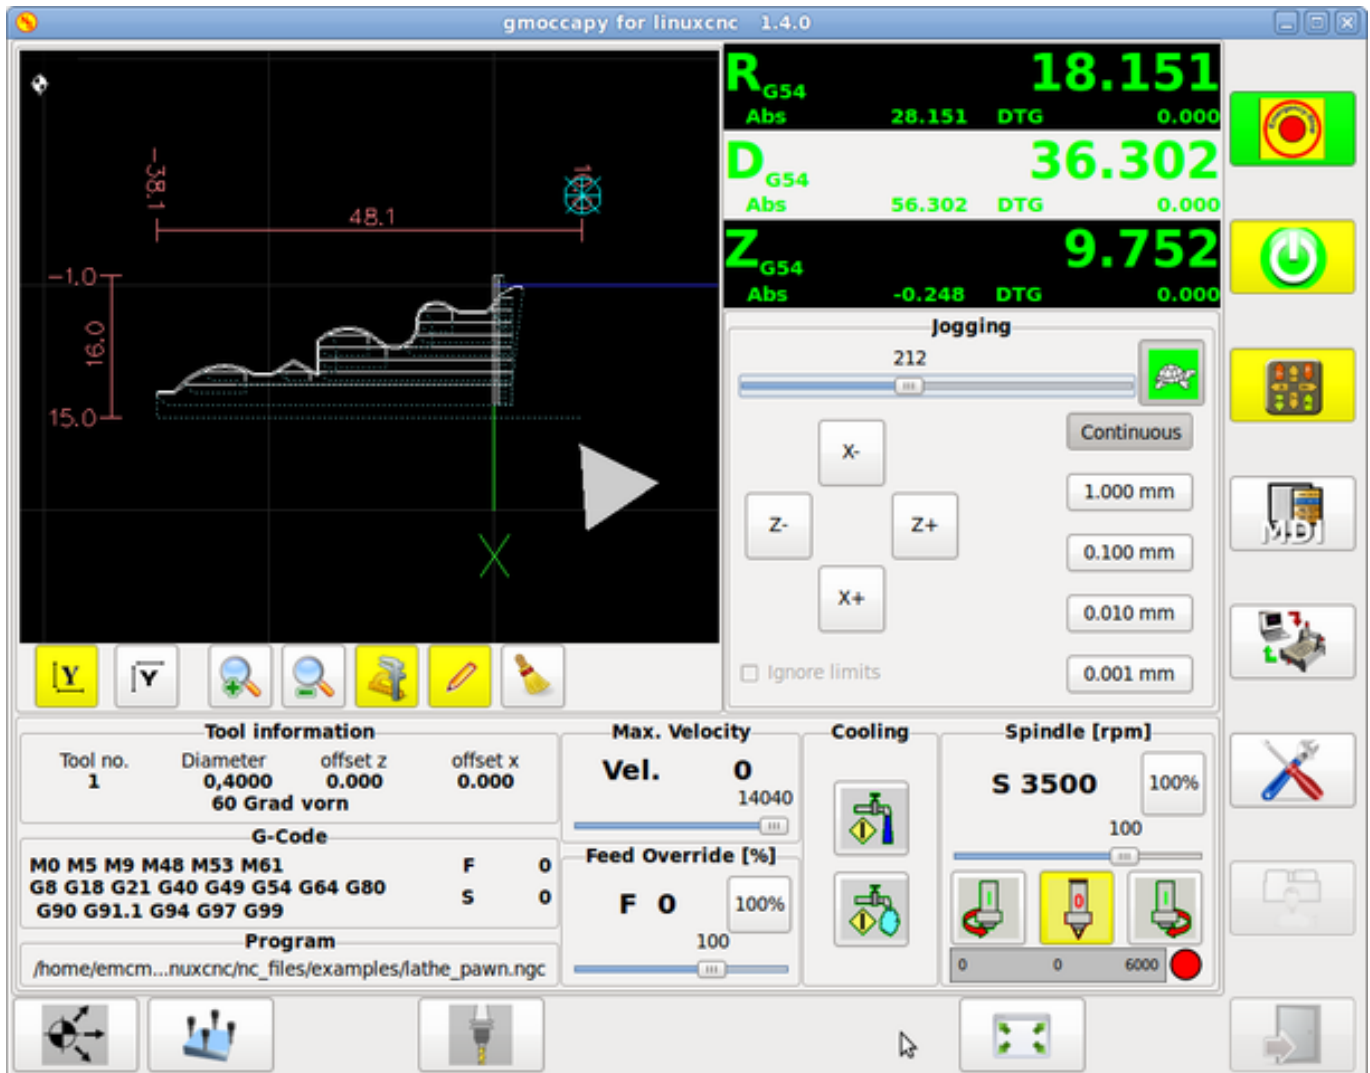 gmoccapy for linuxcnc 1.4.0
-38.1
48.1
-1.0
16.0
15.0
X
R G54 18.151
Abs 28.151 DTG 0.000
D G54 36.302
Abs 56.302 DTG 0.000
Z G54 9.752
Abs -0.248 DTG 0.000
Jogging
212
Continuous
X-
1.000 mm
Z- Z+
0.100 mm
X+
0.010 mm
Ignore limits
0.001 mm
Emergency Stop
MDI
Y Y
Tool information
Tool no. Diameter offset z offset x
1 0,4000 0.000 0.000
60 Grad vorn
G-Code
M0 M5 M9 M48 M53 M61 F 0
G8 G18 G21 G40 G49 G54 G64 G80 S 0
G90 G91.1 G94 G97 G99
Program
/home/emcm...nuxcnc/nc_files/examples/lathe_pawn.ngc
Max. Velocity
Vel. 0
14040
Feed Override [%]
F 0 100%
100
Cooling
Spindle [rpm]
S 3500 100%
100
I 0 I
0 0 6000